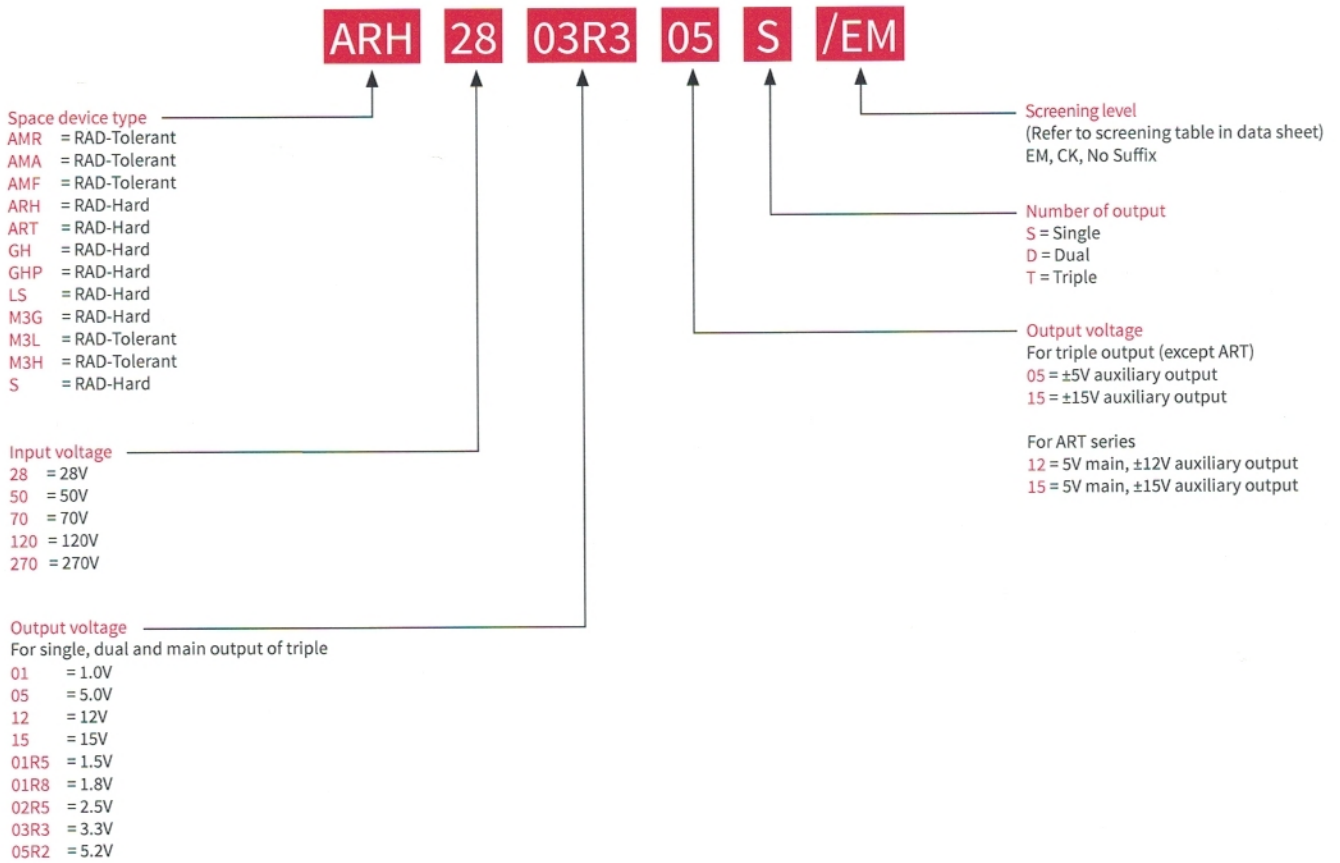 ARH 28 03R3 05 S /EM
Space device type
AMR = RAD-Tolerant
AMA = RAD-Tolerant
AMF = RAD-Tolerant
ARH = RAD-Hard
ART = RAD-Hard
GH = RAD-Hard
GHP = RAD-Hard
LS = RAD-Hard
M3G = RAD-Hard
M3L = RAD-Tolerant
M3H = RAD-Tolerant
S = RAD-Hard
Input voltage
28 = 28V
50 = 50V
70 = 70V
120 = 120V
270 = 270V
Output voltage
For single, dual and main output of triple
01 = 1.0V
05 = 5.0V
12 = 12V
15 = 15V
01R5 = 1.5V
01R8 = 1.8V
02R5 = 2.5V
03R3 = 3.3V
05R2 = 5.2V
Screening level
(Refer to screening table in data sheet)
EM, CK, No Suffix
Number of output
S = Single
D = Dual
T = Triple
Output voltage
For triple output (except ART)
05 = ±5V auxiliary output
15 = ±15V auxiliary output
For ART series
12 = 5V main, ±12V auxiliary output
15 = 5V main, ±15V auxiliary output